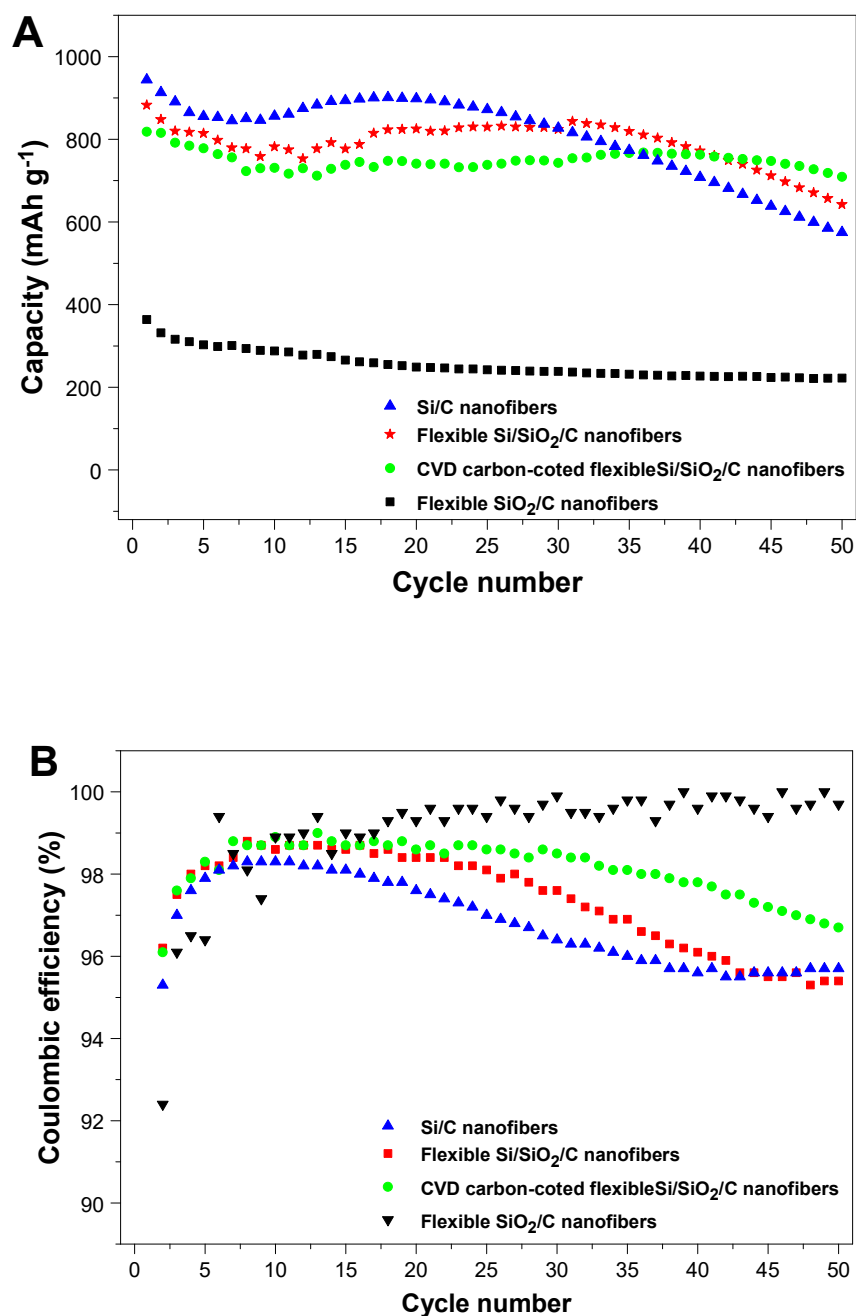 A
1000
800
600
400
200
0
Capacity (mAh g⁻¹)
Si/C nanofibers
Flexible Si/SiO₂/C nanofibers
CVD carbon-coted flexibleSi/SiO₂/C nanofibers
Flexible SiO₂/C nanofibers
0 5 10 15 20 25 30 35 40 45 50
Cycle number
B
100
98
96
94
92
90
Coulombic efficiency (%)
Si/C nanofibers
Flexible Si/SiO₂/C nanofibers
CVD carbon-coted flexibleSi/SiO₂/C nanofibers
Flexible SiO₂/C nanofibers
0 5 10 15 20 25 30 35 40 45 50
Cycle number